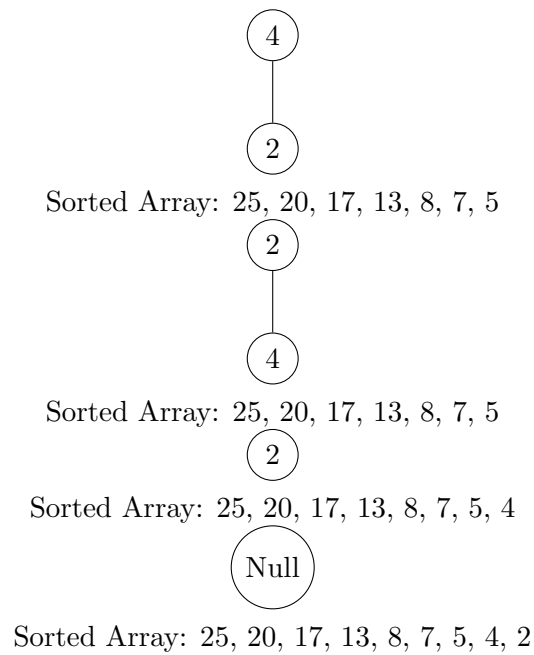 4
2
Sorted Array: 25, 20, 17, 13, 8, 7, 5
2
4
Sorted Array: 25, 20, 17, 13, 8, 7, 5
2
Sorted Array: 25, 20, 17, 13, 8, 7, 5, 4
Null
Sorted Array: 25, 20, 17, 13, 8, 7, 5, 4, 2